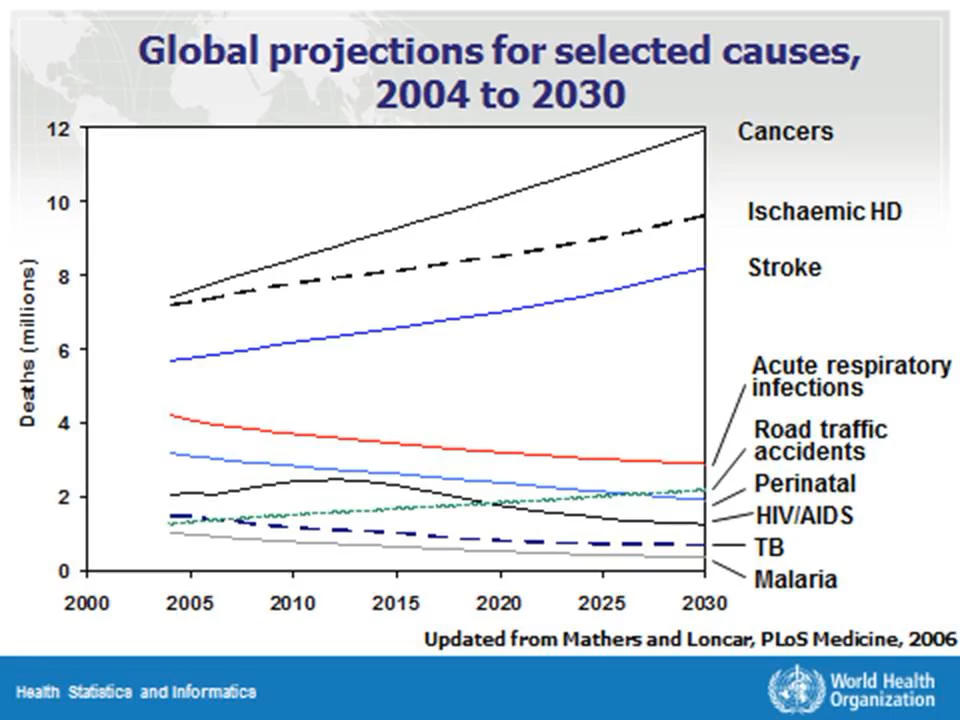 Global projections for selected causes,
2004 to 2030
12
10
8
6
4
2
0
Deaths (millions)
2000
2005
2010
2015
2020
2025
2030
Cancers
Ischaemic HD
Stroke
Acute respiratory
infections
Road traffic
accidents
Perinatal
HIV/AIDS
TB
Malaria
Updated from Mathers and Loncar, PLoS Medicine, 2006
Health Statistics and Informatics
World Health
Organization